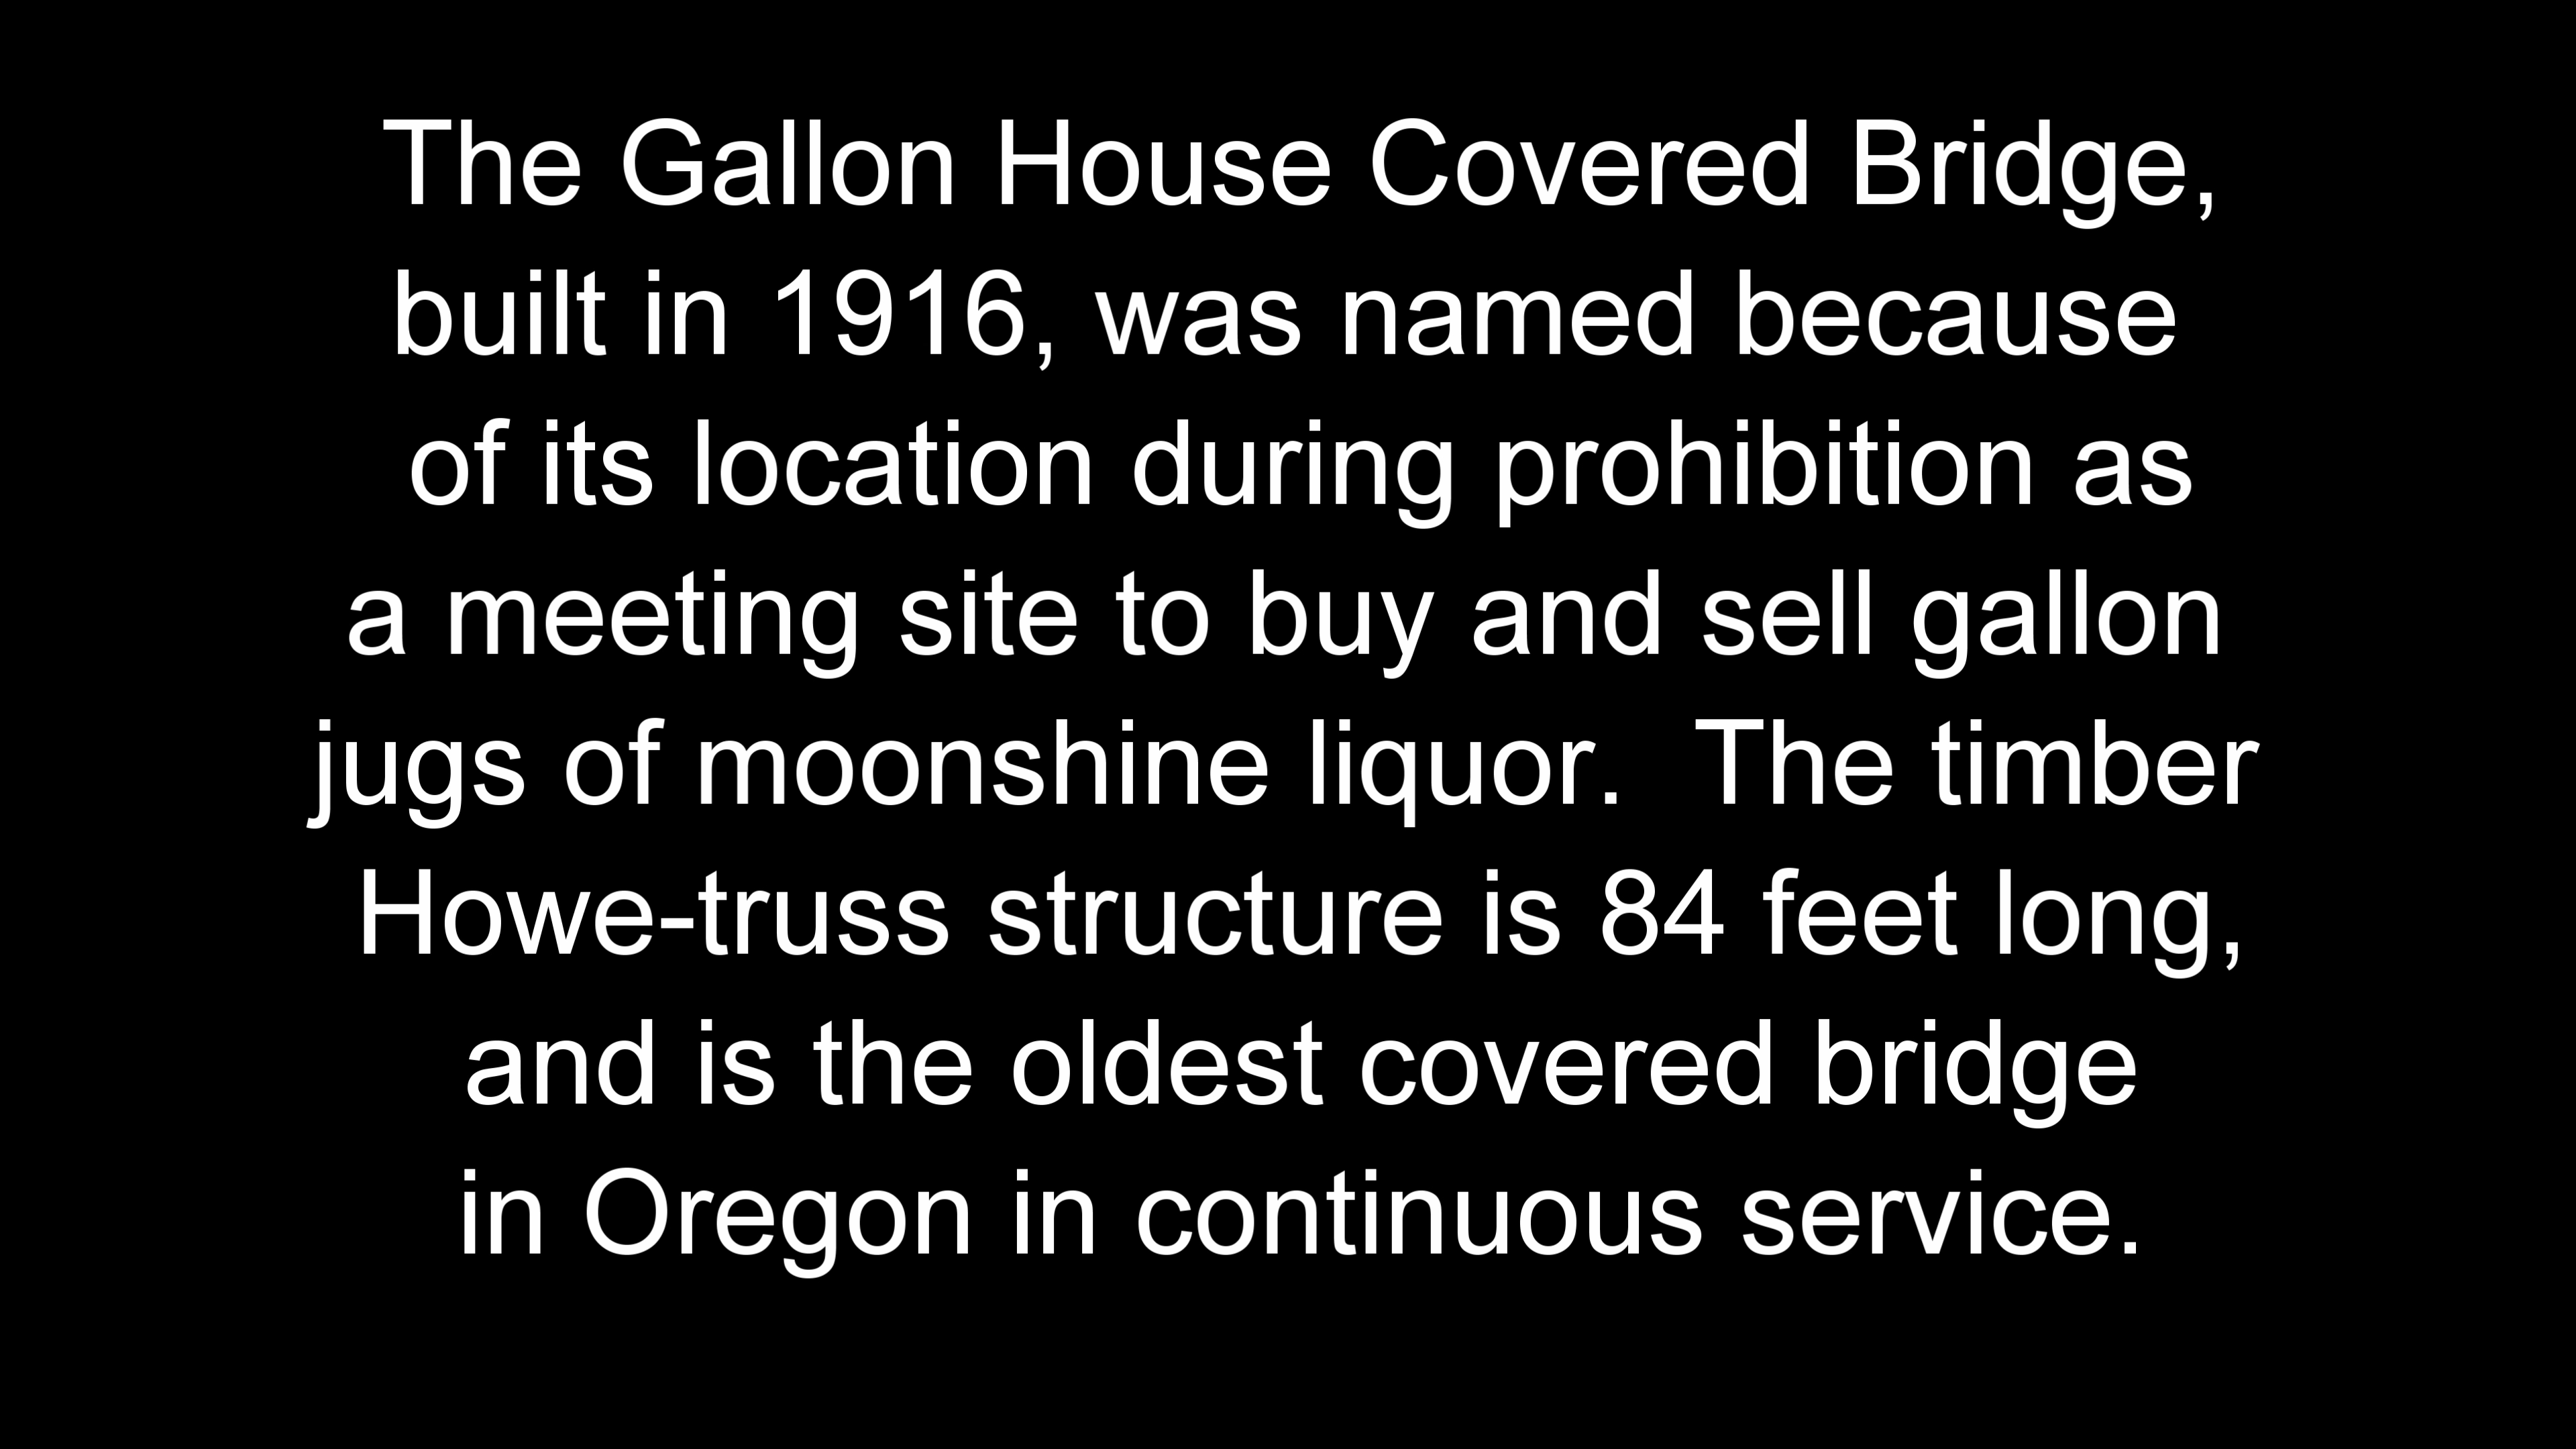 The Gallon House Covered Bridge,
built in 1916, was named because
of its location during prohibition as
a meeting site to buy and sell gallon
jugs of moonshine liquor.  The timber
Howe-truss structure is 84 feet long,
and is the oldest covered bridge
in Oregon in continuous service.